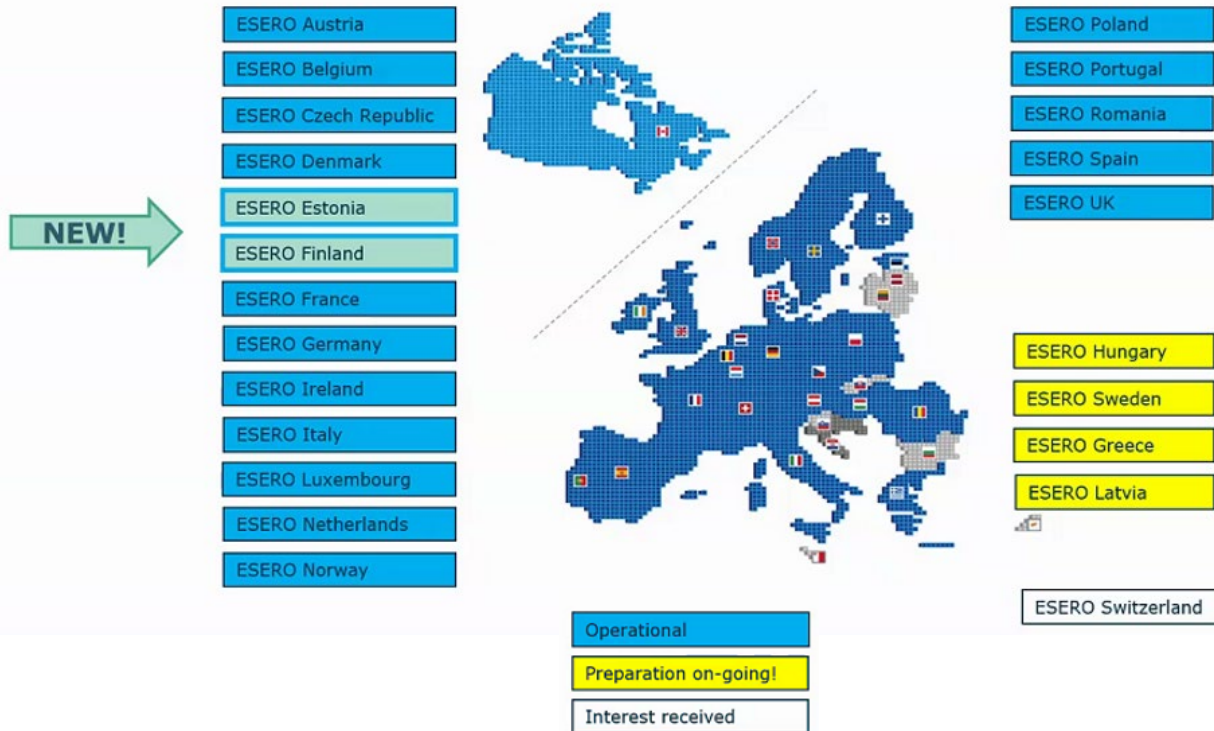 ESERO Austria
ESERO Belgium
ESERO Czech Republic
ESERO Denmark
ESERO Estonia
ESERO Finland
ESERO France
ESERO Germany
ESERO Ireland
ESERO Italy
ESERO Luxembourg
ESERO Netherlands
ESERO Norway
NEW!
ESERO Poland
ESERO Portugal
ESERO Romania
ESERO Spain
ESERO UK
ESERO Hungary
ESERO Sweden
ESERO Greece
ESERO Latvia
ESERO Switzerland
Operational
Preparation on-going!
Interest received